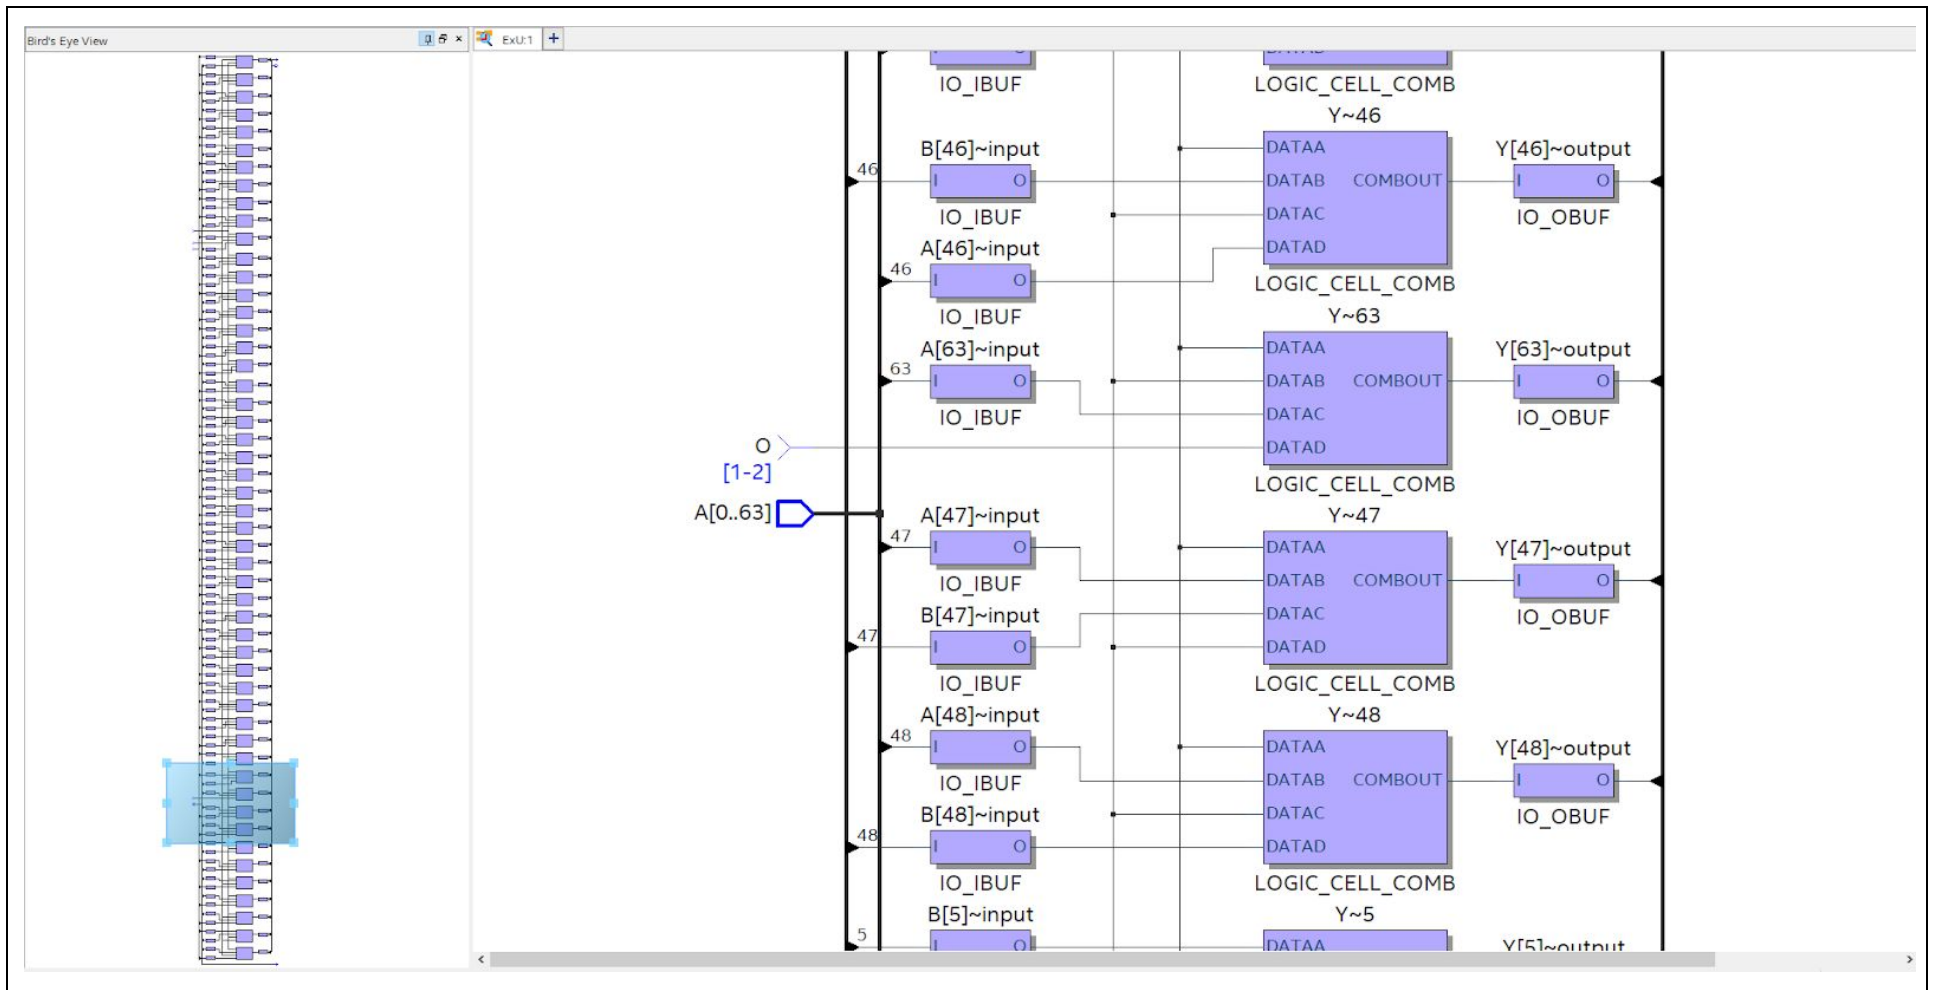 Bird's Eye View
ExU:1
IO_IBUF
LOGIC_CELL_COMB
Y~46
B[46]~input
DATAA
Y[46]~output
46
I
O
DATAB
COMBOUT
I
O
IO_IBUF
DATAC
IO_OBUF
A[46]~input
DATAD
46
I
O
LOGIC_CELL_COMB
IO_IBUF
Y~63
A[63]~input
DATAA
Y[63]~output
63
I
O
DATAB
COMBOUT
I
O
IO_IBUF
DATAC
IO_OBUF
O
DATAD
[1-2]
LOGIC_CELL_COMB
A[0..63]
A[47]~input
Y~47
47
I
O
DATAA
Y[47]~output
IO_IBUF
DATAB
COMBOUT
I
O
B[47]~input
DATAC
IO_OBUF
47
I
O
DATAD
IO_IBUF
LOGIC_CELL_COMB
A[48]~input
Y~48
48
I
O
DATAA
Y[48]~output
IO_IBUF
DATAB
COMBOUT
I
O
B[48]~input
DATAC
IO_OBUF
48
I
O
DATAD
IO_IBUF
LOGIC_CELL_COMB
B[5]~input
Y~5
5
I
O
DATAA
Y[5]~output